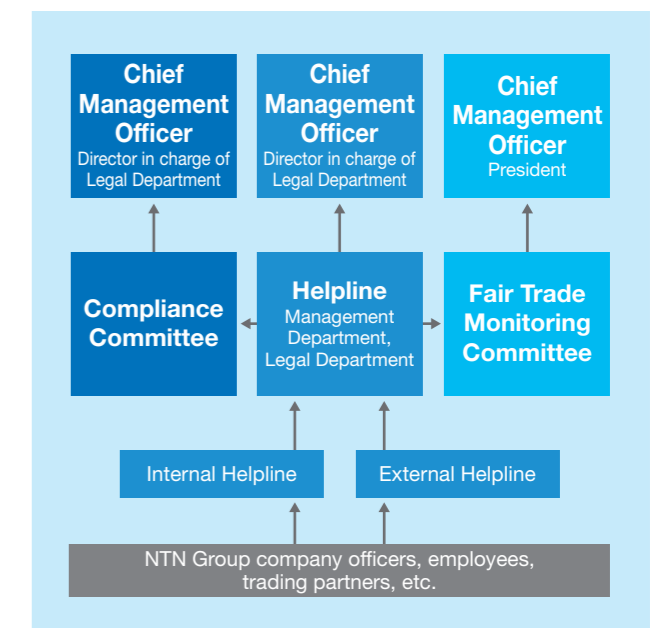 Chief
Management
Officer
Director in charge of
Legal Department
Chief
Management
Officer
Director in charge of
Legal Department
Chief
Management
Officer
President
Compliance
Committee
Helpline
Management
Department,
Legal Department
Fair Trade
Monitoring
Committee
Internal Helpline
External Helpline
NTN Group company officers, employees,
trading partners, etc.